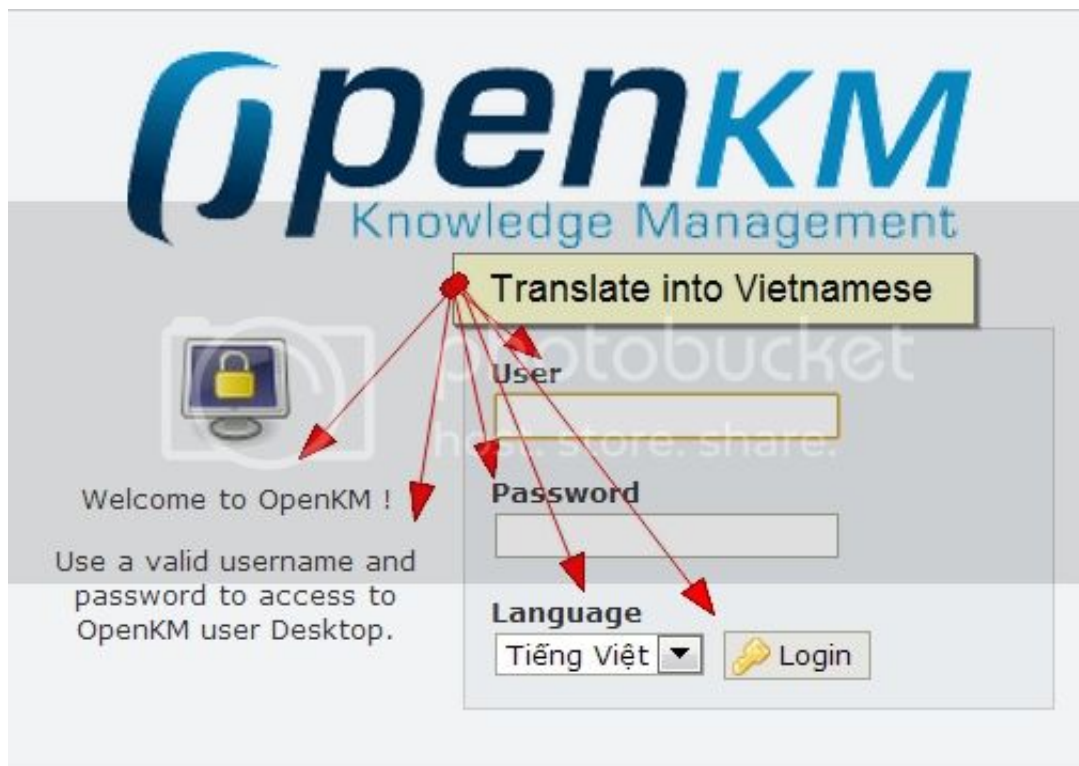 OpenKM
Knowledge Management
Translate into Vietnamese
photobucket
host. store. share.
Welcome to OpenKM !
Use a valid username and
password to access to
OpenKM user Desktop.
User
Password
Language
Tiếng Việt
Login